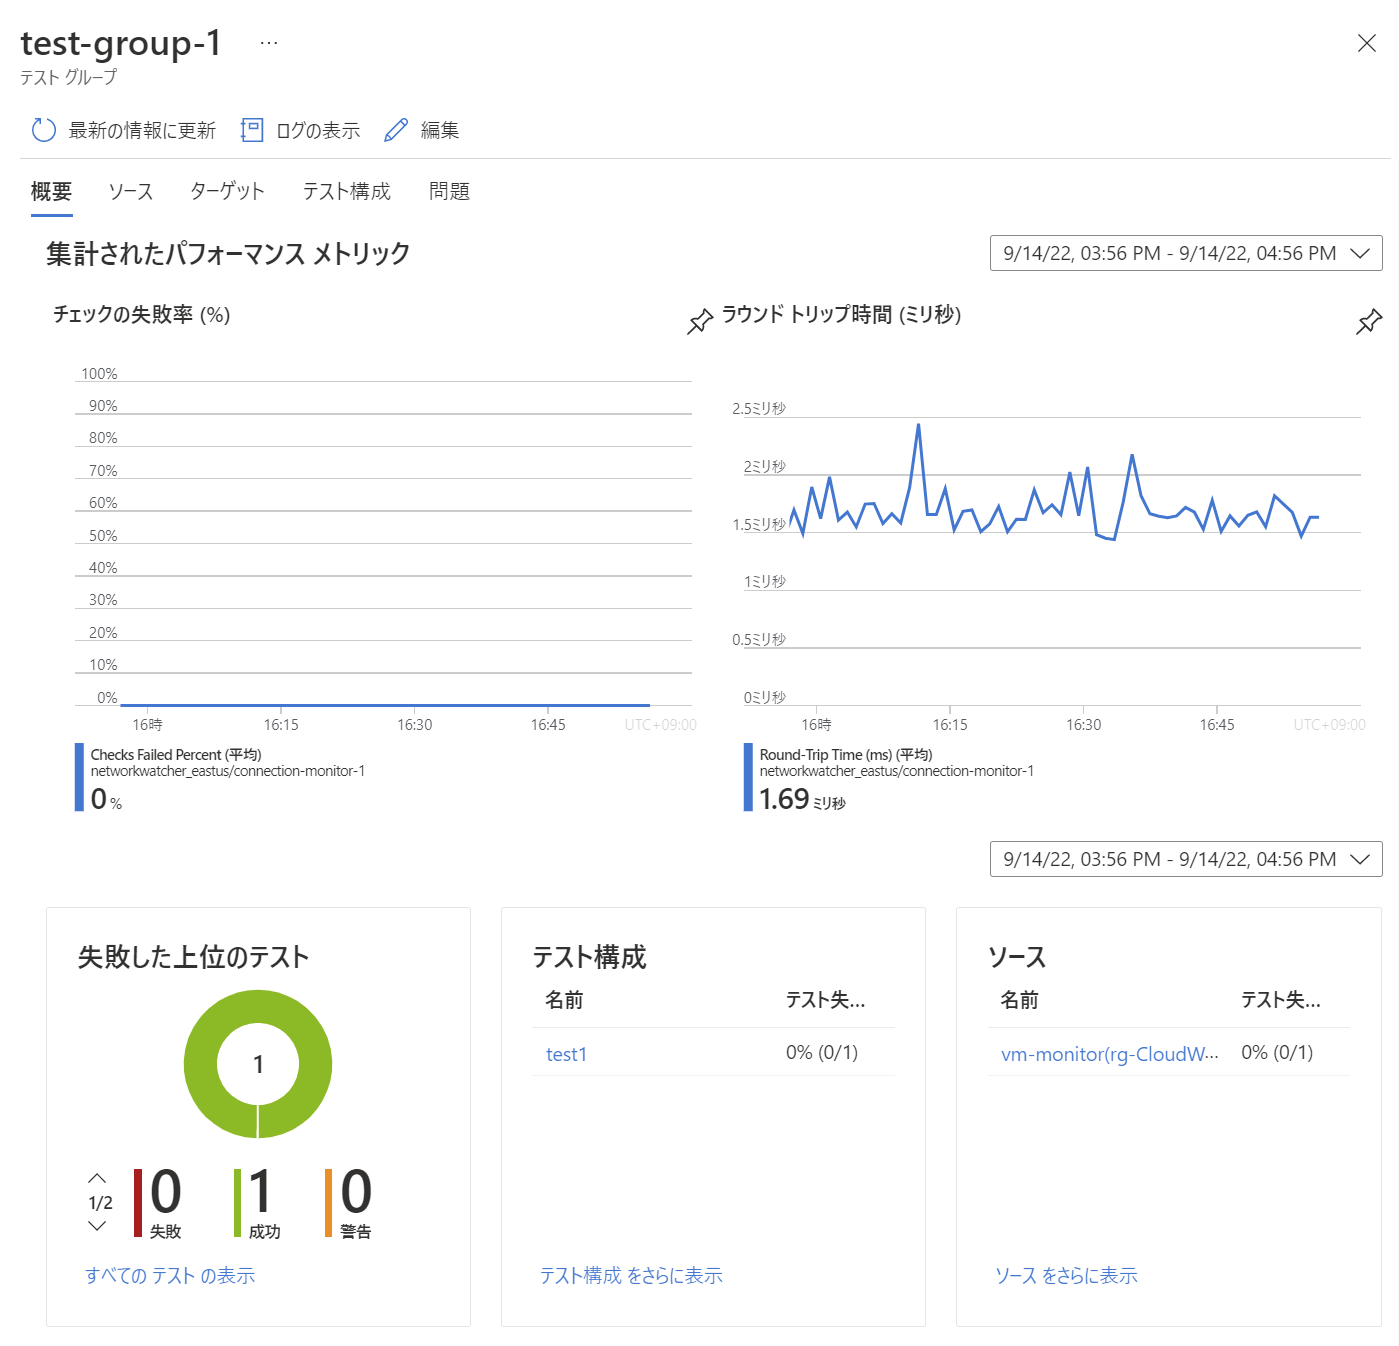 test-group-1 …
テスト グループ
最新の情報に更新 ログの表示 編集
概要 ソース ターゲット テスト構成 問題
集計されたパフォーマンス メトリック
9/14/22, 03:56 PM - 9/14/22, 04:56 PM
チェックの失敗率 (%)
100%
90%
80%
70%
60%
50%
40%
30%
20%
10%
0%
16時 16:15 16:30 16:45 UTC+09:00
Checks Failed Percent (平均)
networkwatcher_eastus/connection-monitor-1
0 %
ラウンド トリップ時間 (ミリ秒)
2.5ミリ秒
2ミリ秒
1.5ミリ秒
1ミリ秒
0.5ミリ秒
0ミリ秒
16時 16:15 16:30 16:45 UTC+09:00
Round-Trip Time (ms) (平均)
networkwatcher_eastus/connection-monitor-1
1.69 ミリ秒
9/14/22, 03:56 PM - 9/14/22, 04:56 PM
失敗した上位のテスト
1
1/2
0 失敗
1 成功
0 警告
すべての テスト の表示
テスト構成
名前 テスト失...
test1 0% (0/1)
テスト構成 をさらに表示
ソース
名前 テスト失...
vm-monitor(rg-CloudW... 0% (0/1)
ソース をさらに表示